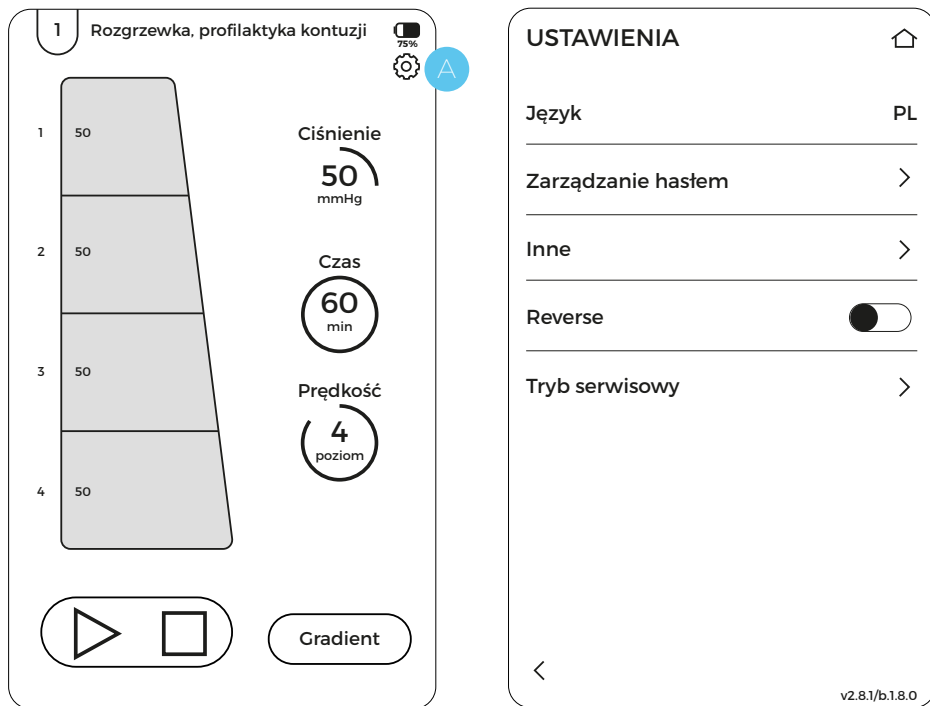 1
Rozgrzewka, profilaktyka kontuzji
75%
A
1
50
2
50
3
50
4
50
Ciśnienie
50
mmHg
Czas
60
min
Prędkość
4
poziom
Gradient
USTAWIENIA
Język PL
Zarządzanie hasłem
Inne
Reverse
Tryb serwisowy
v2.8.1/b.1.8.0